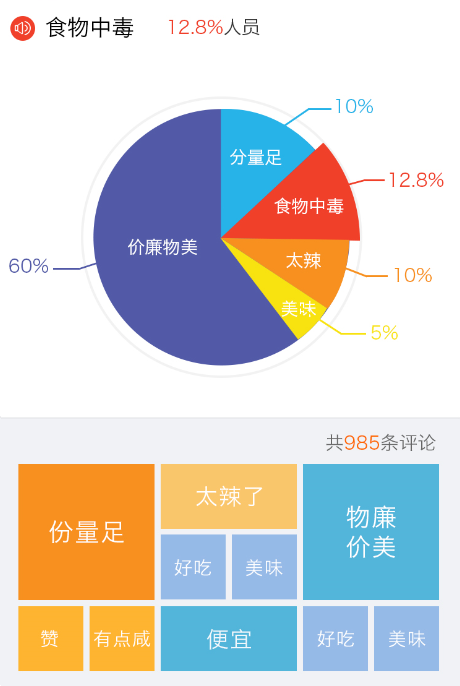 食物中毒
12.8%人员
10%
分量足
12.8%
食物中毒
价廉物美
60%
太辣
10%
美味
5%
共985条评论
份量足
太辣了
物廉
价美
好吃
美味
赞
有点咸
便宜
好吃
美味